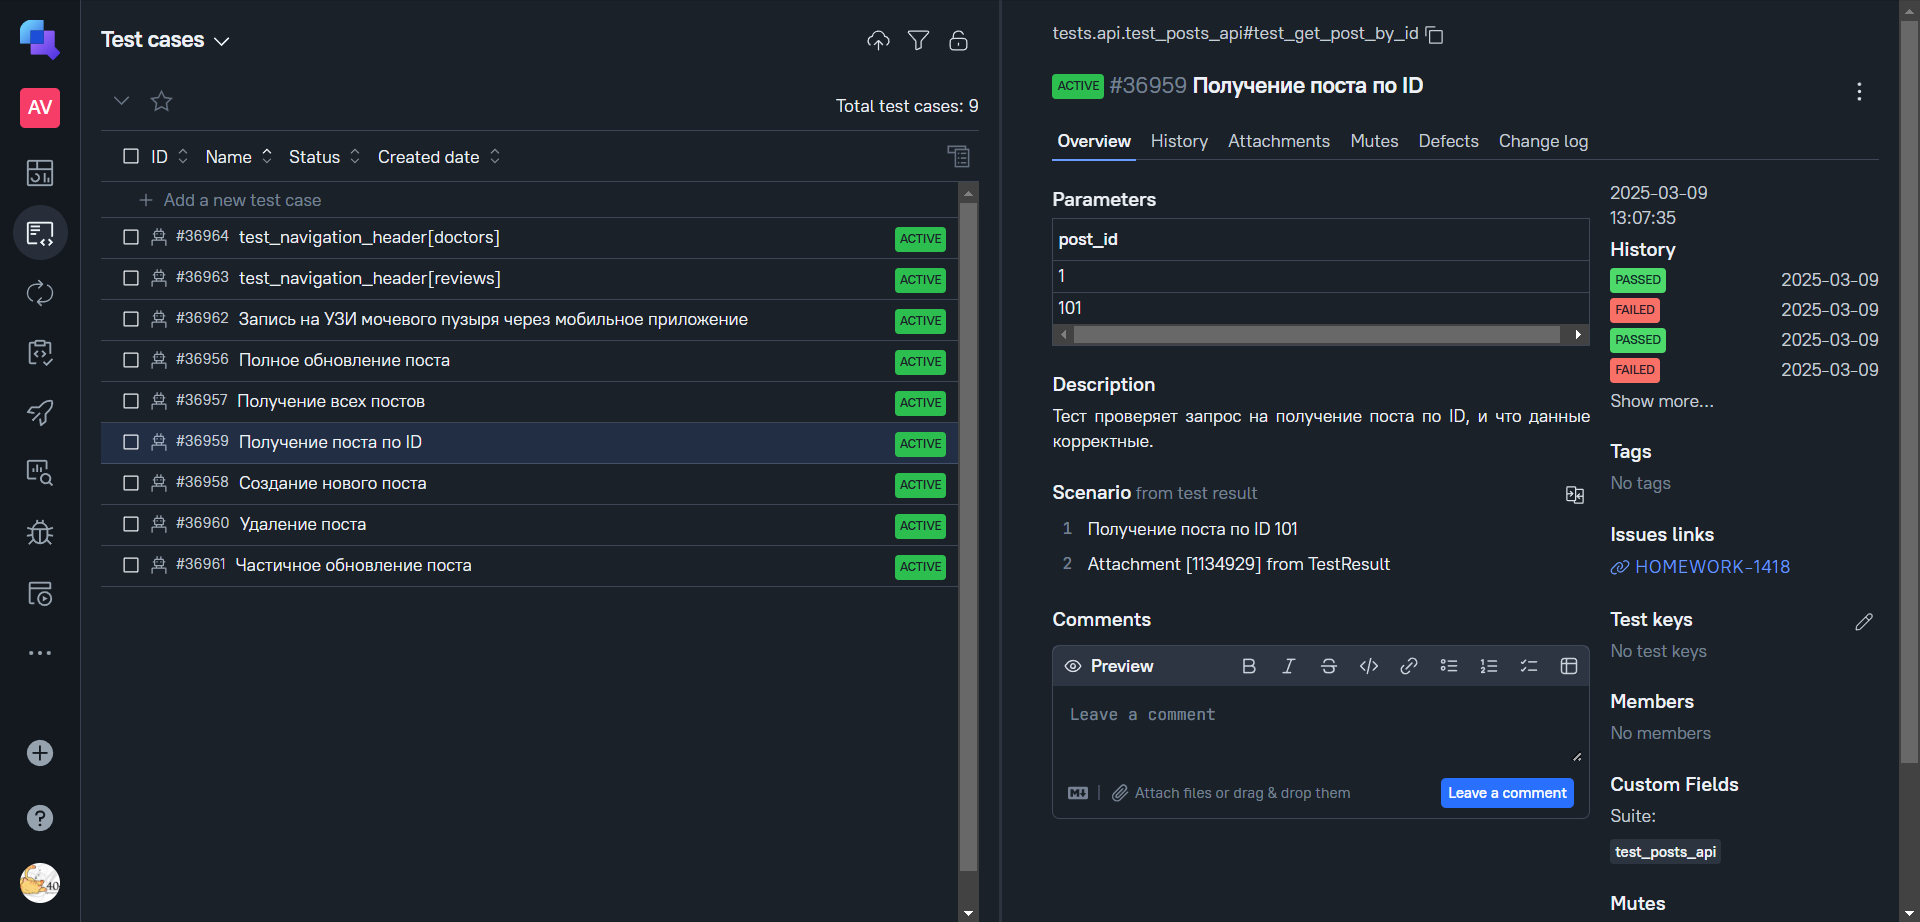 Test cases
AV
Total test cases: 9
ID Name Status Created date
Add a new test case
#36964 test_navigation_header[doctors] ACTIVE
#36963 test_navigation_header[reviews] ACTIVE
#36962 Запись на УЗИ мочевого пузыря через мобильное приложение ACTIVE
#36956 Полное обновление поста ACTIVE
#36957 Получение всех постов ACTIVE
#36959 Получение поста по ID ACTIVE
#36958 Создание нового поста ACTIVE
#36960 Удаление поста ACTIVE
#36961 Частичное обновление поста ACTIVE
40
tests.api.test_posts_api#test_get_post_by_id
ACTIVE #36959 Получение поста по ID
Overview History Attachments Mutes Defects Change log
Parameters
post_id
1
101
Description
Тест проверяет запрос на получение поста по ID, и что данные
корректные.
Scenario from test result
1 Получение поста по ID 101
2 Attachment [1134929] from TestResult
Comments
Preview
Leave a comment
Attach files or drag & drop them
Leave a comment
2025-03-09
13:07:35
History
PASSED 2025-03-09
FAILED 2025-03-09
PASSED 2025-03-09
FAILED 2025-03-09
Show more...
Tags
No tags
Issues links
HOMEWORK-1418
Test keys
No test keys
Members
No members
Custom Fields
Suite:
test_posts_api
Mutes